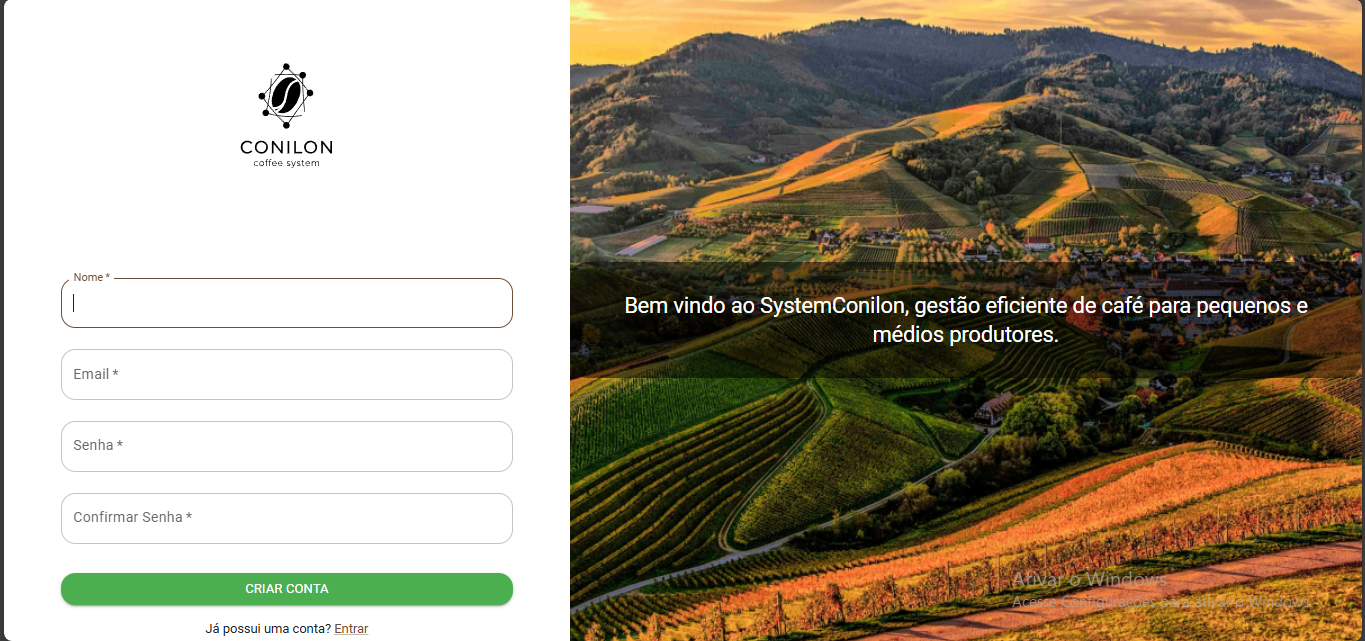 CONILON
coffee system
Nome *
Email *
Senha *
Confirmar Senha *
CRIAR CONTA
Já possui uma conta? Entrar
Bem vindo ao SystemConilon, gestão eficiente de café para pequenos e
médios produtores.
Ativar o Windows
Acesse Configurações para ativar o Windows.